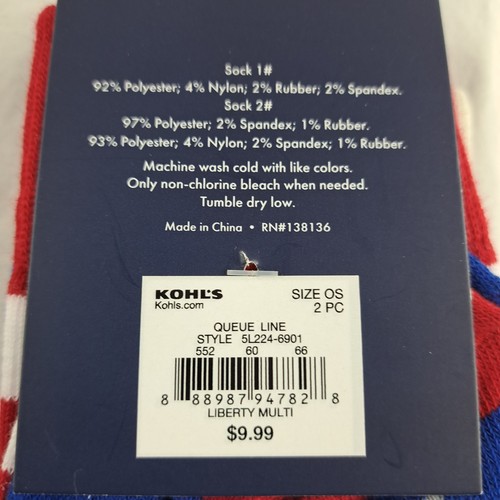 Sock 1#
92% Polyester; 4% Nylon; 2% Rubber; 2% Spandex.
Sock 2#
97% Polyester; 2% Spandex; 1% Rubber.
93% Polyester; 4% Nylon; 2% Spandex; 1% Rubber.
Machine wash cold with like colors.
Only non-chlorine bleach when needed.
Tumble dry low.
Made in China • RN#138136
KOHL'S SIZE OS
Kohls.com 2 PC
QUEUE LINE
STYLE 5L224-6901
552 60 66
8 88987 94782 8
LIBERTY MULTI
$9.99